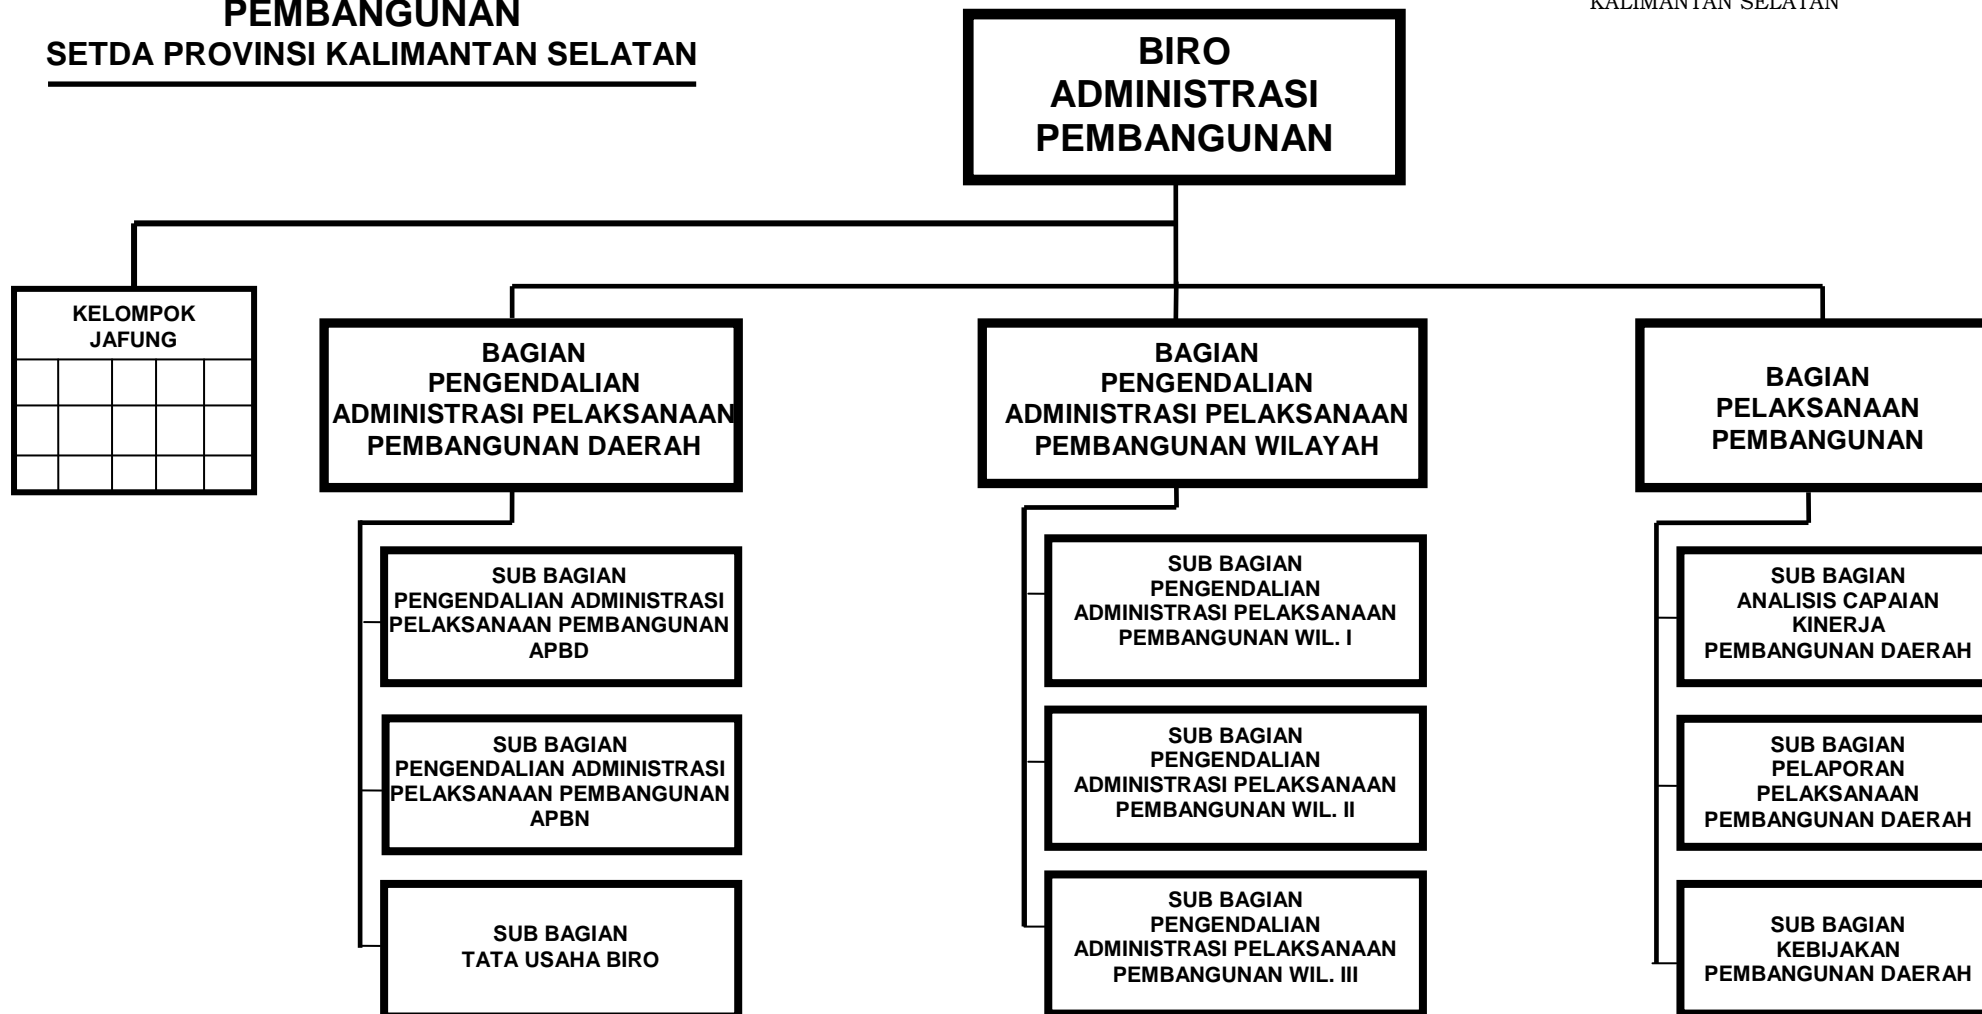 PEMBANGUNAN
SETDA PROVINSI KALIMANTAN SELATAN
KALIMANTAN SELATAN
BIRO
ADMINISTRASI
PEMBANGUNAN
KELOMPOK
JAFUNG
BAGIAN
PENGENDALIAN
ADMINISTRASI PELAKSANAAN
PEMBANGUNAN DAERAH
BAGIAN
PENGENDALIAN
ADMINISTRASI PELAKSANAAN
PEMBANGUNAN WILAYAH
BAGIAN
PELAKSANAAN
PEMBANGUNAN
SUB BAGIAN
PENGENDALIAN ADMINISTRASI
PELAKSANAAN PEMBANGUNAN
APBD
SUB BAGIAN
PENGENDALIAN ADMINISTRASI
PELAKSANAAN PEMBANGUNAN
APBN
SUB BAGIAN
TATA USAHA BIRO
SUB BAGIAN
PENGENDALIAN
ADMINISTRASI PELAKSANAAN
PEMBANGUNAN WIL. I
SUB BAGIAN
PENGENDALIAN
ADMINISTRASI PELAKSANAAN
PEMBANGUNAN WIL. II
SUB BAGIAN
PENGENDALIAN
ADMINISTRASI PELAKSANAAN
PEMBANGUNAN WIL. III
SUB BAGIAN
ANALISIS CAPAIAN
KINERJA
PEMBANGUNAN DAERAH
SUB BAGIAN
PELAPORAN
PELAKSANAAN
PEMBANGUNAN DAERAH
SUB BAGIAN
KEBIJAKAN
PEMBANGUNAN DAERAH